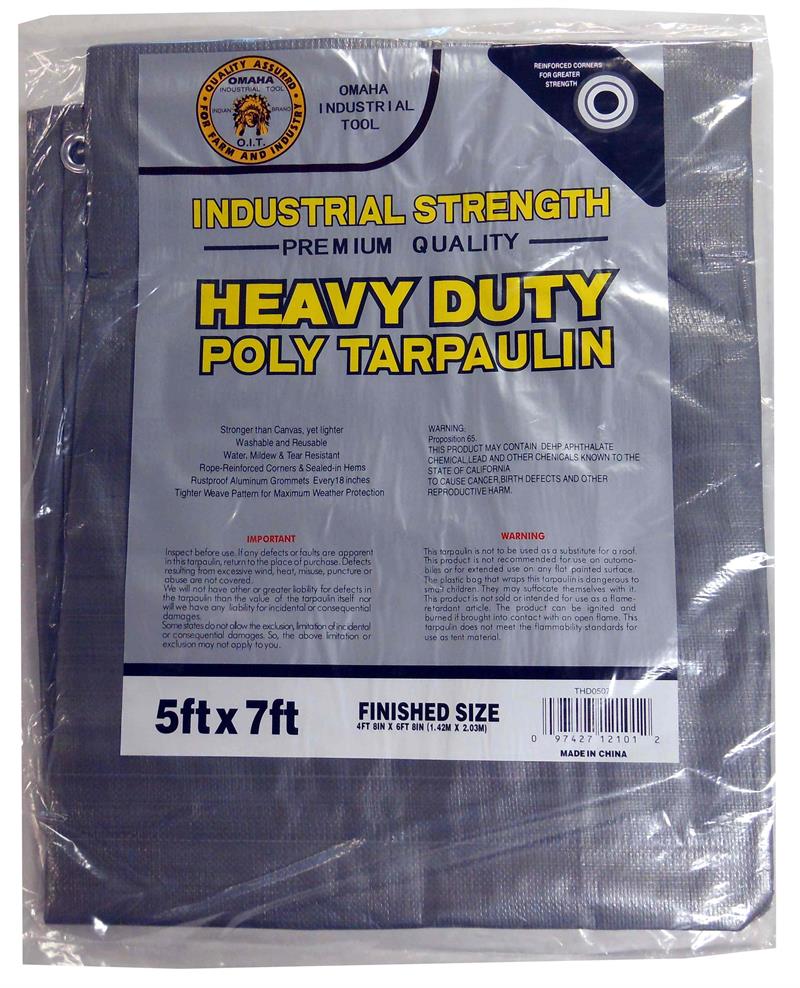 QUALITY ASSURRD
OMAHA
INDUSTRIAL TOOL
INDIAN BRAND
O.I.T.
FOR FARM AND INDUSTRY
OMAHA
INDUSTRIAL
TOOL
REINFORCED CORNERS
FOR GREATER
STRENGTH
INDUSTRIAL STRENGTH
PREMIUM QUALITY
HEAVY DUTY
POLY TARPAULIN
Stronger than Canvas, yet lighter
Washable and Reusable
Water, Mildew & Tear Resistant
Rope-Reinforced Corners & Sealed-in Hems
Rustproof Aluminum Grommets Every18 inches
Tighter Weave Pattern for Maximum Weather Protection
WARNING:
Proposition 65.
THIS PRODUCT MAY CONTAIN DEHP,APHTHALATE
CHEMICAL,LEAD AND OTHER CHENICALS KNOWN TO THE
STATE OF CALIFORNIA
TO CAUSE CANCER,BIRTH DEFECTS AND OTHER
REPRODUCTIVE HARM.
IMPORTANT
Inspect before use. If any defects or faults are apparent
in this tarpaulin, return to the place of purchase. Defects
resulting from excessive wind, heat, misuse, puncture or
abuse are not covered.
We will not have other or greater liability for defects in
the tarpaulin than the value of the tarpaulin itself nor
will we have any liability for incidental or consequential
damages.
Some states do not allow the exclusion, limitation of incidental
or consequential damages. So, the above limitation or
exclusion may not apply to you.
WARNING
This tarpaulin is not to be used as a substitute for a roof.
This product is not recommended for use on automo-
biles or for extended use on any flat painted surface.
The plastic bag that wraps this tarpaulin is dangerous to
small children. They may suffocate themselves with it.
This product is not sold or intended for use as a flame-
retardant article. The product can be ignited and
burned if brought into contact with an open flame. This
tarpaulin does not meet the flammability standards for
use as tent material.
5ft x 7ft
FINISHED SIZE
4FT 8IN X 6FT 8IN (1.42M X 2.03M)
THD0507
0 97427 12101 2
MADE IN CHINA